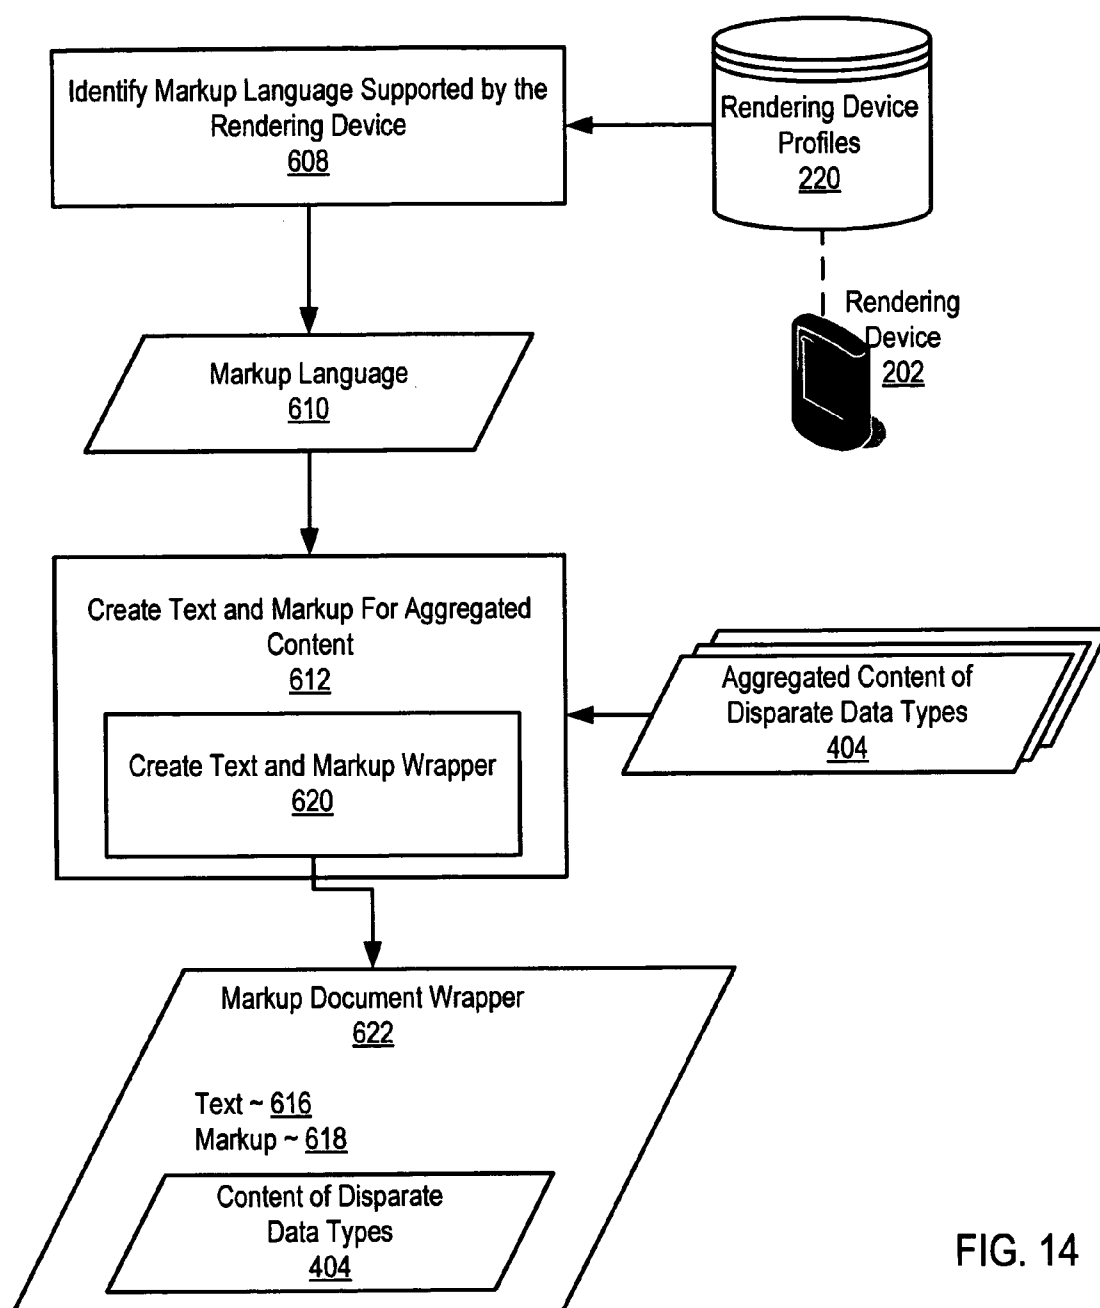 Identify Markup Language Supported by the
Rendering Device
608
Rendering Device
Profiles
220
Rendering
Device
202
Markup Language
610
Create Text and Markup For Aggregated
Content
612
Create Text and Markup Wrapper
620
Aggregated Content of
Disparate Data Types
404
Markup Document Wrapper
622
Text ~ 616
Markup ~ 618
Content of Disparate
Data Types
404
FIG. 14